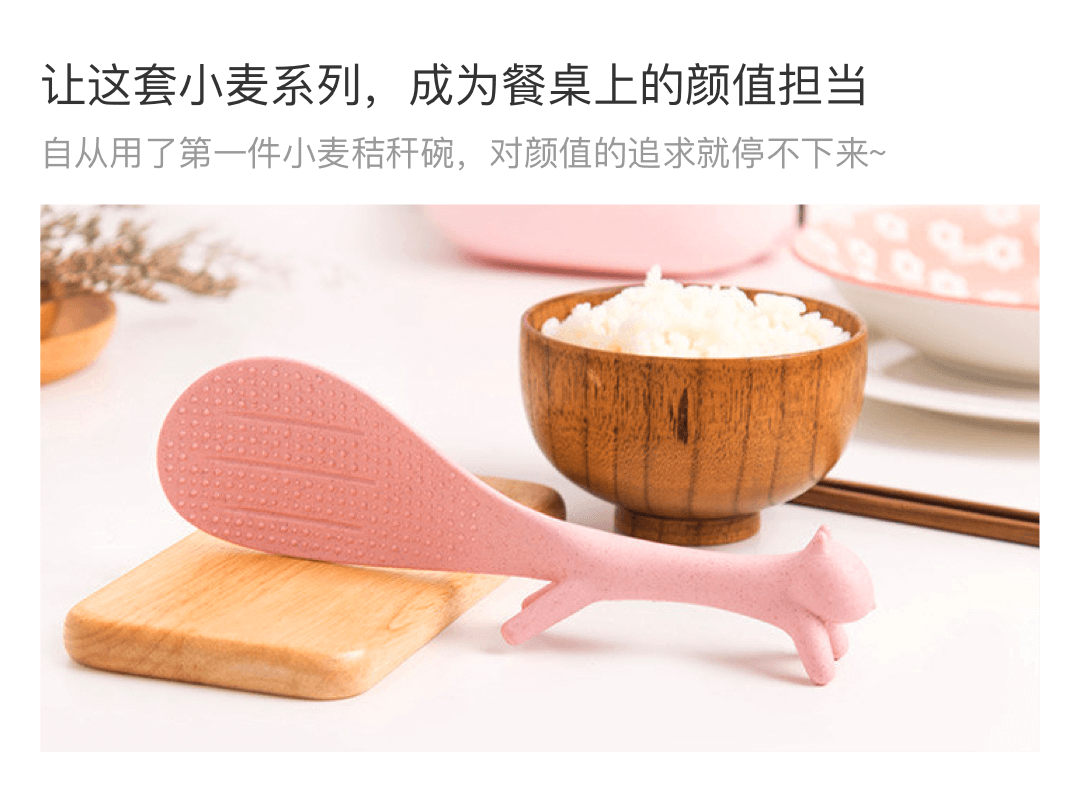 让这套小麦系列，成为餐桌上的颜值担当
自从用了第一件小麦秸秆碗，对颜值的追求就停不下来~